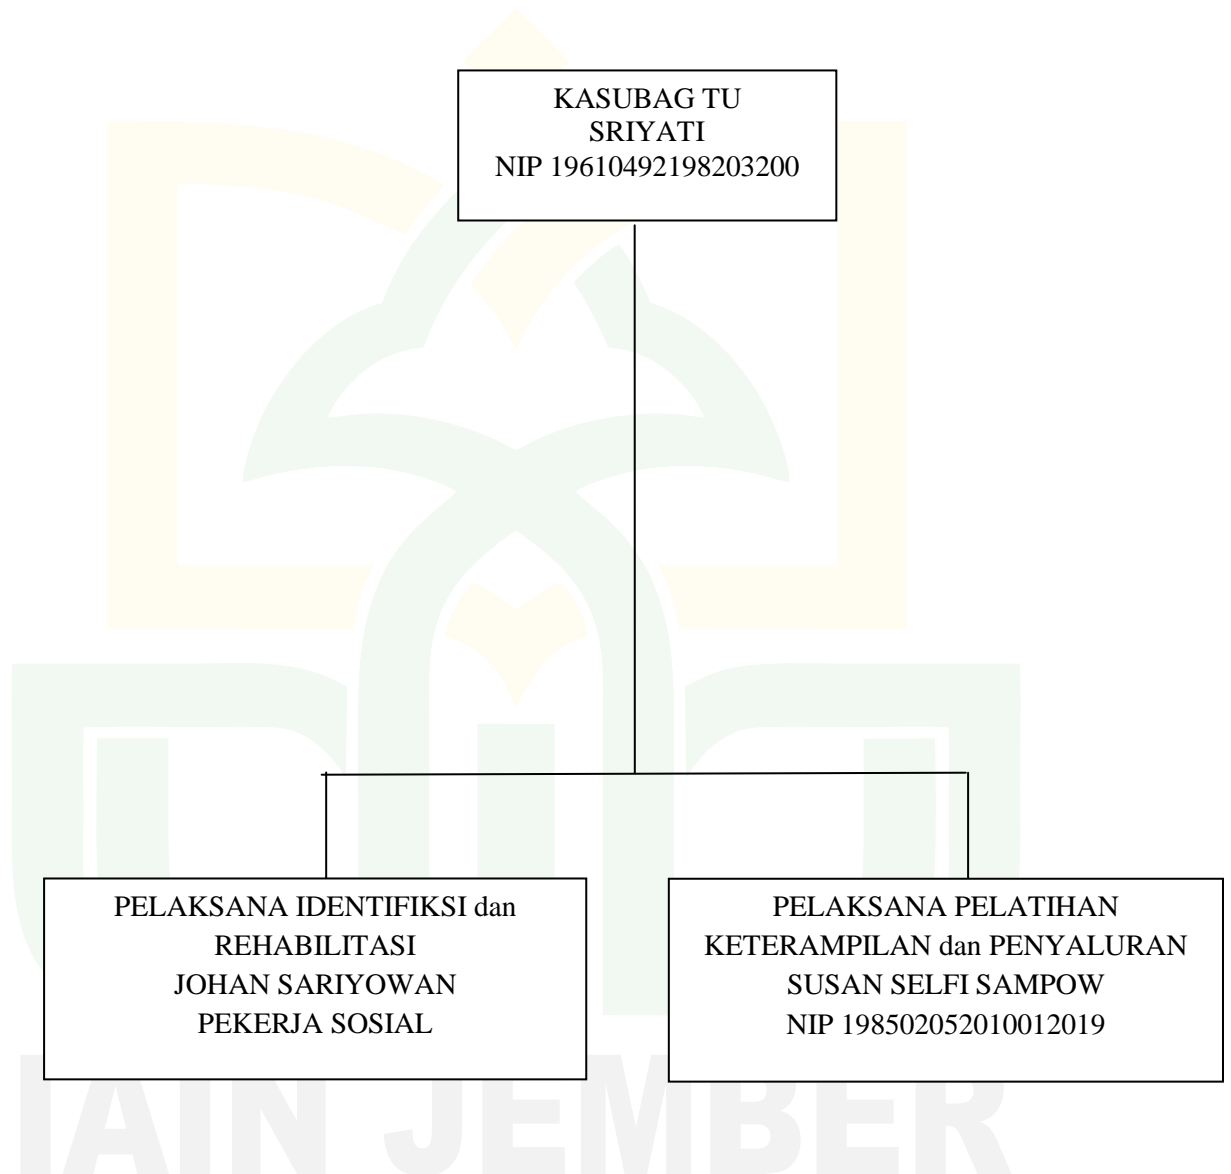 KASUBAG TU
SRIYATI
NIP 19610492198203200
PELAKSANA IDENTIFIKSI dan
REHABILITASI
JOHAN SARIYOWAN
PEKERJA SOSIAL
PELAKSANA PELATIHAN
KETERAMPILAN dan PENYALURAN
SUSAN SELFI SAMPOW
NIP 198502052010012019
IAIN JEMBER